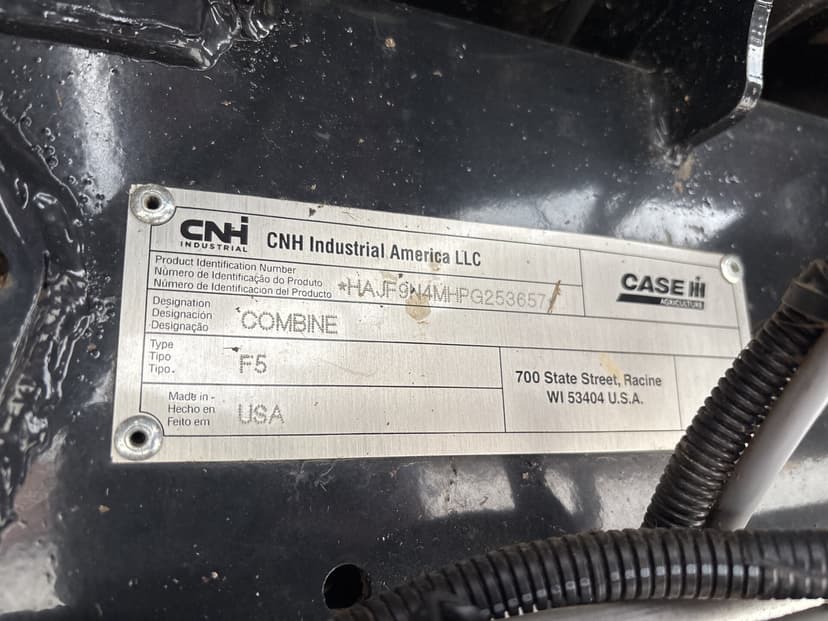 CNH
INDUSTRIAL
CNH Industrial America LLC
Product Identification Number
Número de Identificação do Produto
Número de Identificacion del Producto
CASE IH
AGRICULTURE
Designation
Designación
Designação
COMBINE
Type
Tipo
Tipo.
F5
Made in -
Hecho en
Feito em
USA
700 State Street, Racine
WI 53404 U.S.A.